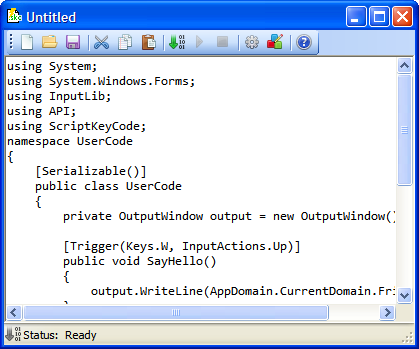 Untitled
using System;
using System.Windows.Forms;
using InputLib;
using API;
using ScriptKeyCode;
namespace UserCode
{
    [Serializable()]
    public class UserCode
    {
        private OutputWindow output = new OutputWindow()
        [Trigger(Keys.W, InputActions.Up)]
        public void SayHello()
        {
            output.WriteLine(AppDomain.CurrentDomain.Fri
Status: Ready